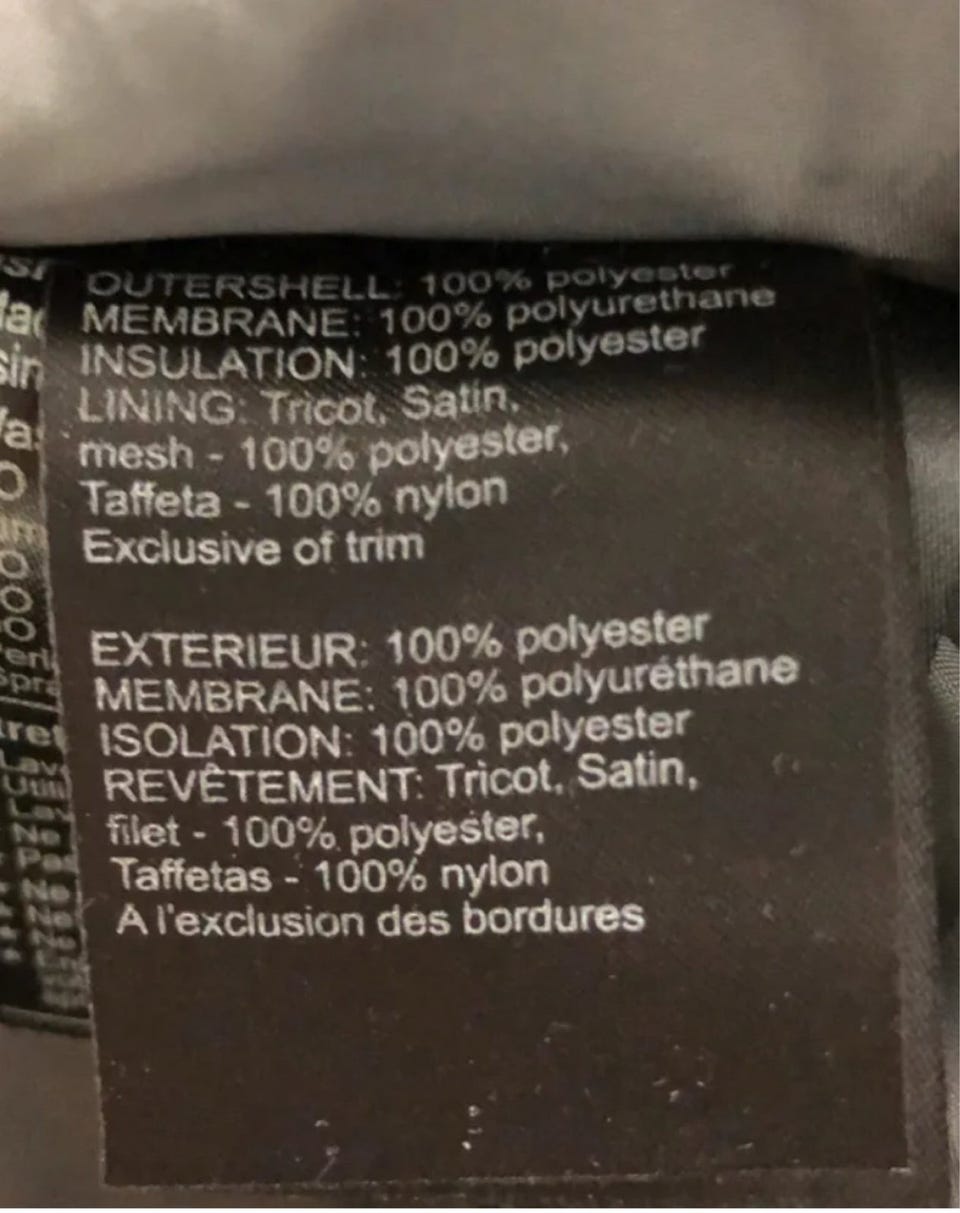 OUTERSHELL: 100% polyester
MEMBRANE: 100% polyurethane
INSULATION: 100% polyester
LINING: Tricot, Satin,
mesh - 100% polyester,
Taffeta - 100% nylon
Exclusive of trim
EXTERIEUR: 100% polyester
MEMBRANE: 100% polyuréthane
ISOLATION: 100% polyester
REVÊTEMENT: Tricot, Satin,
filet - 100% polyester,
Taffetas - 100% nylon
A l'exclusion des bordures